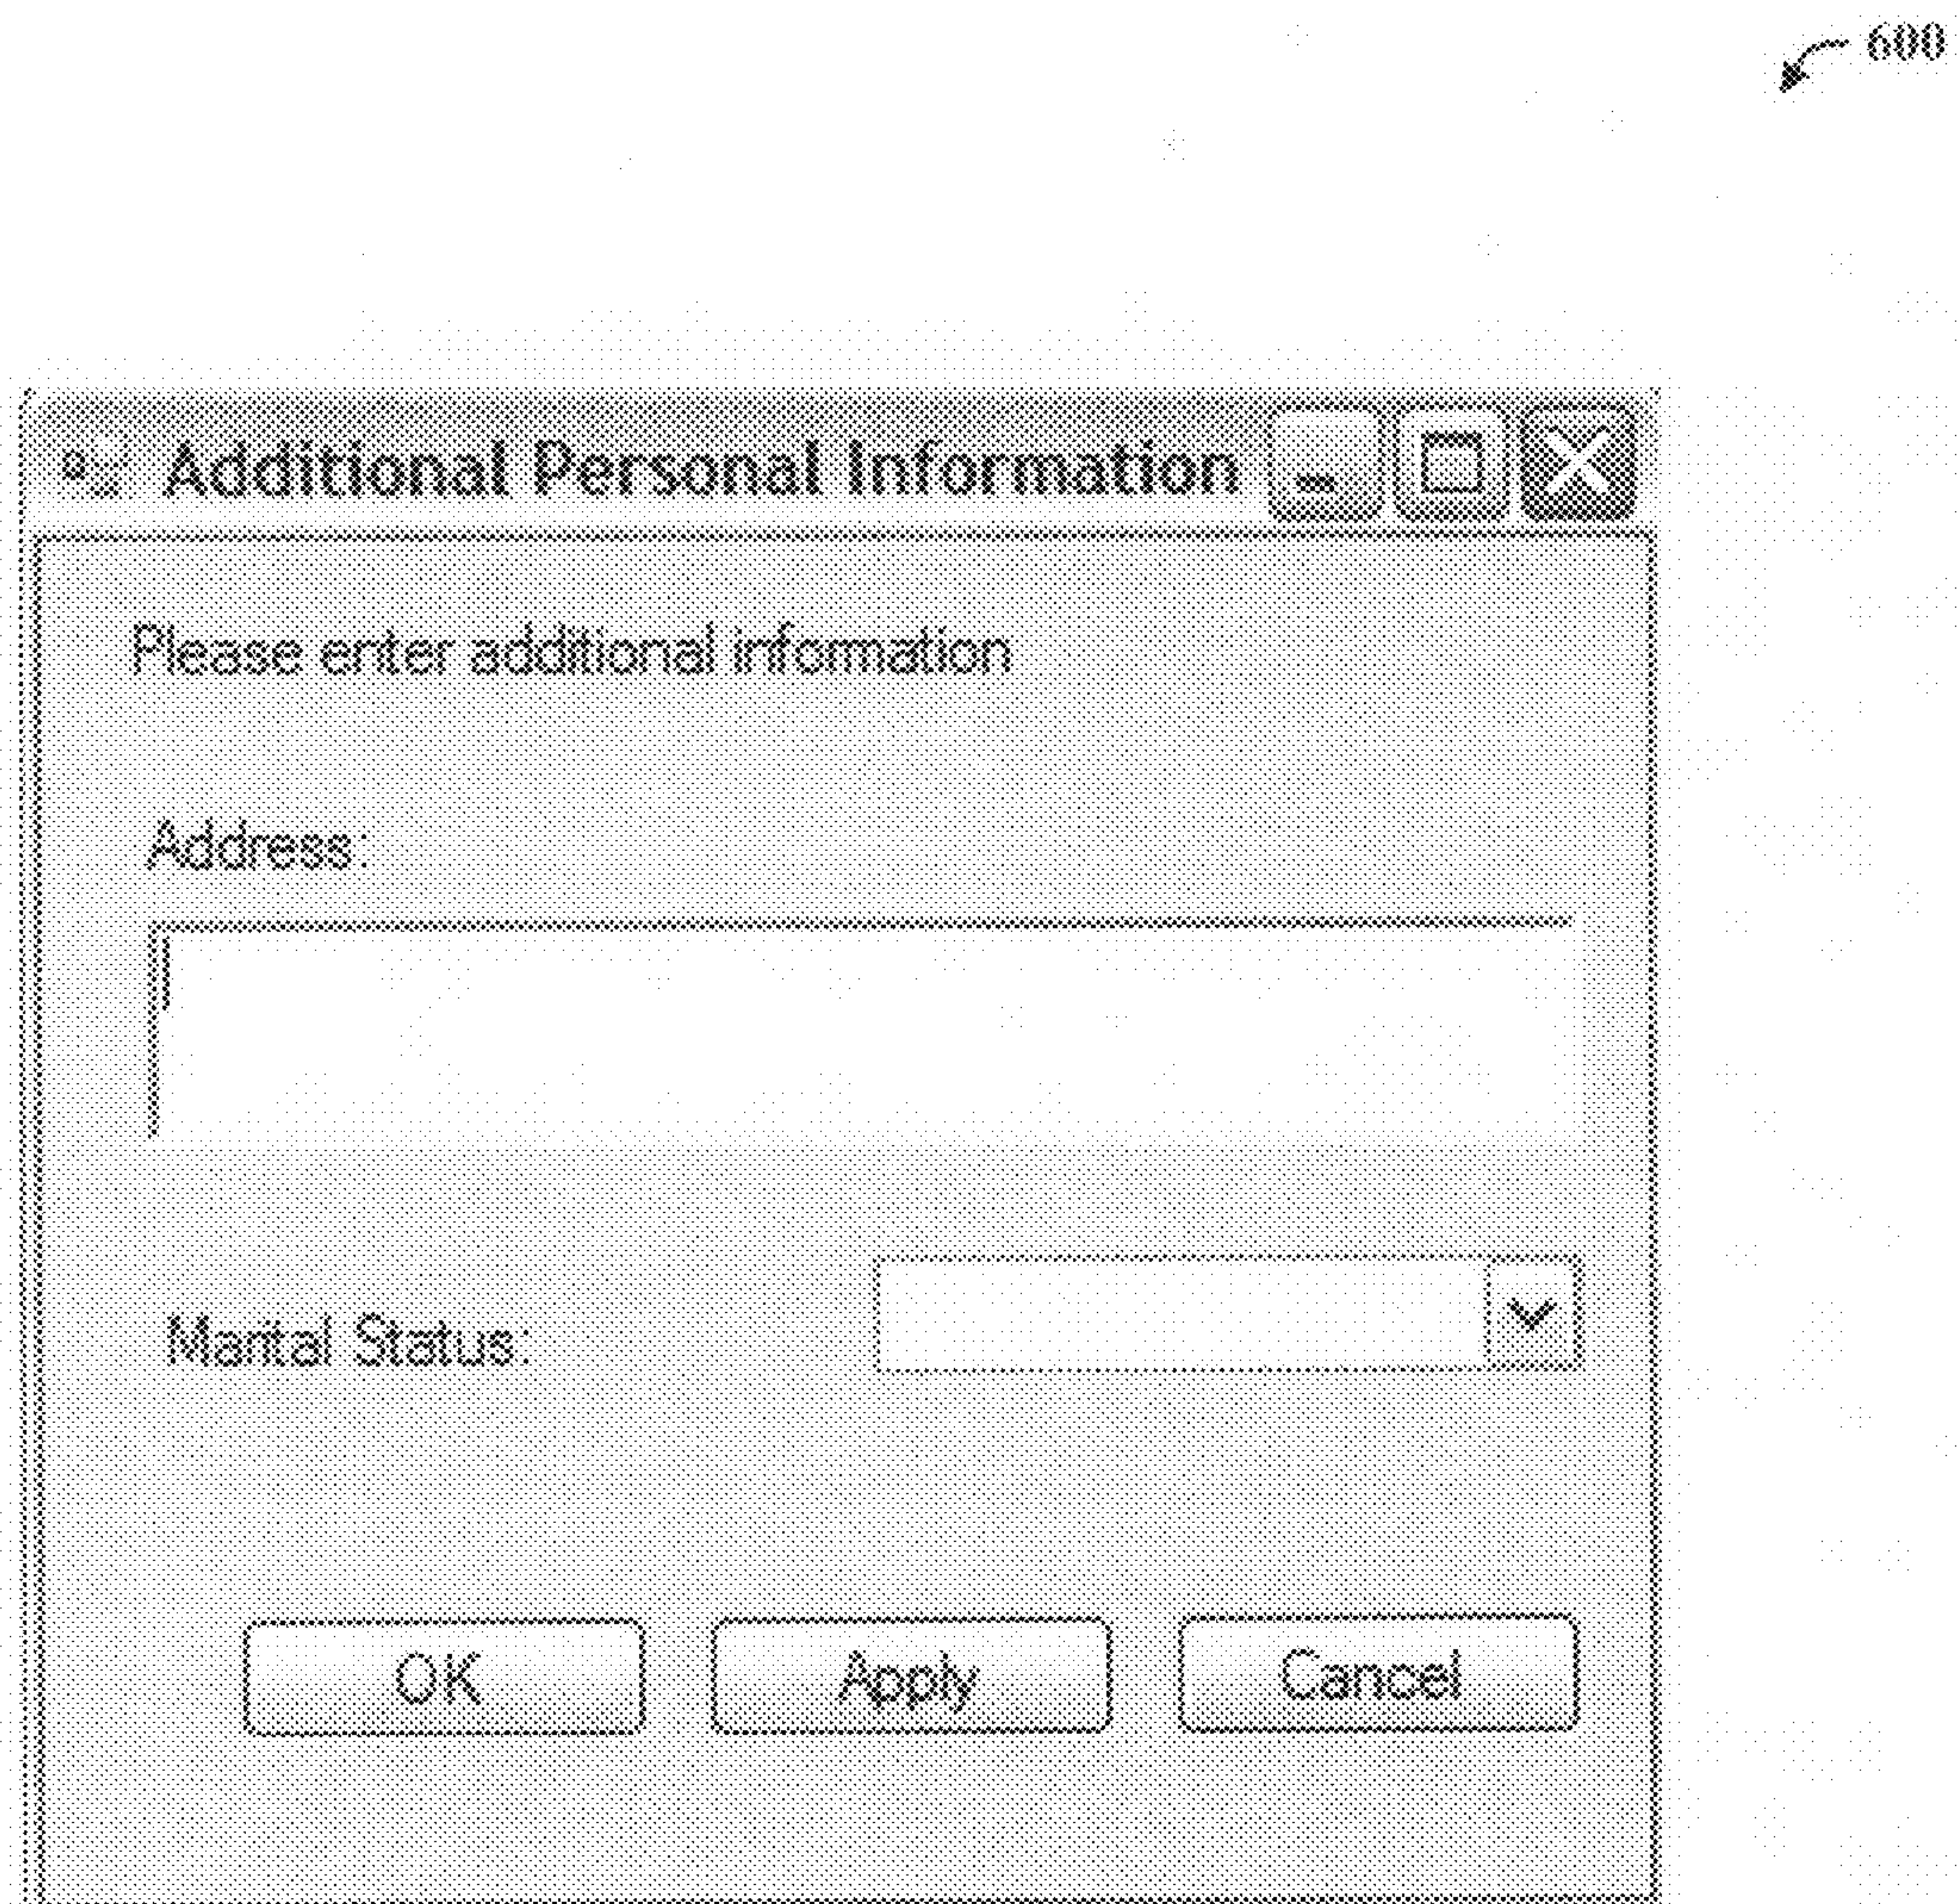 600
Additional Personal Information
Please enter additional information
Address:
Marital Status:
OK Apply Cancel